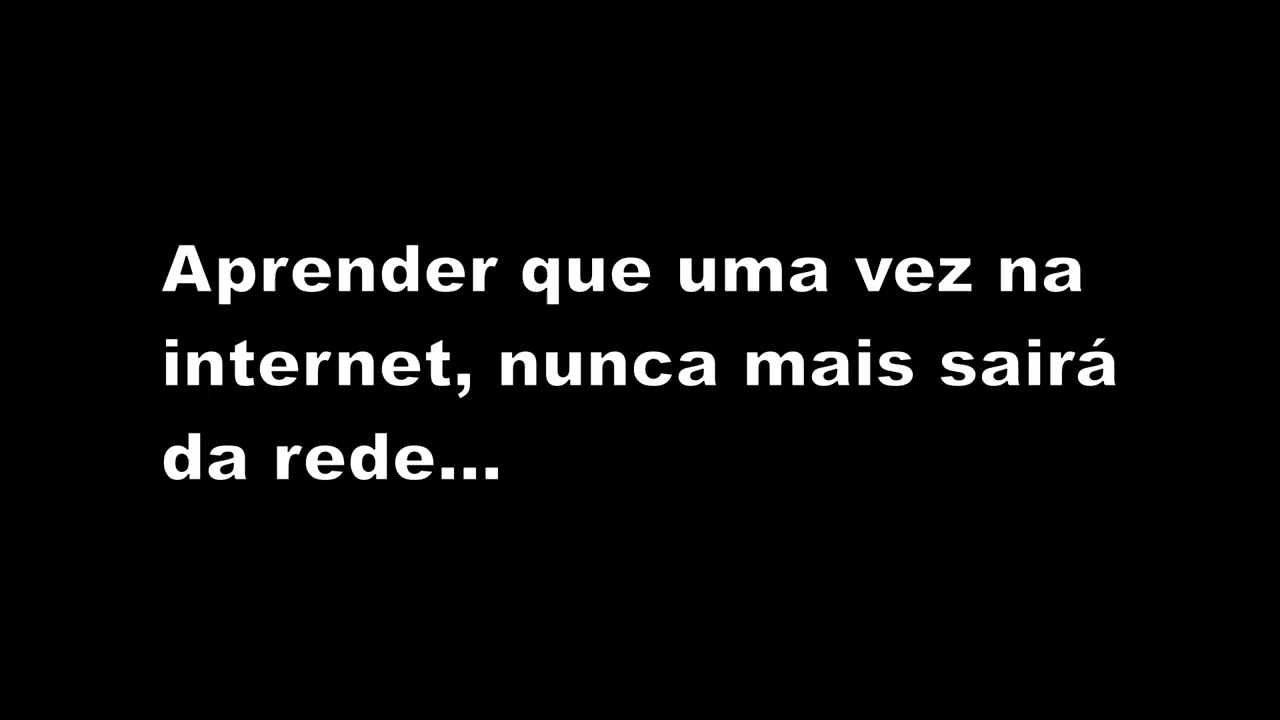 Aprender que uma vez na
internet, nunca mais sairá
da rede...